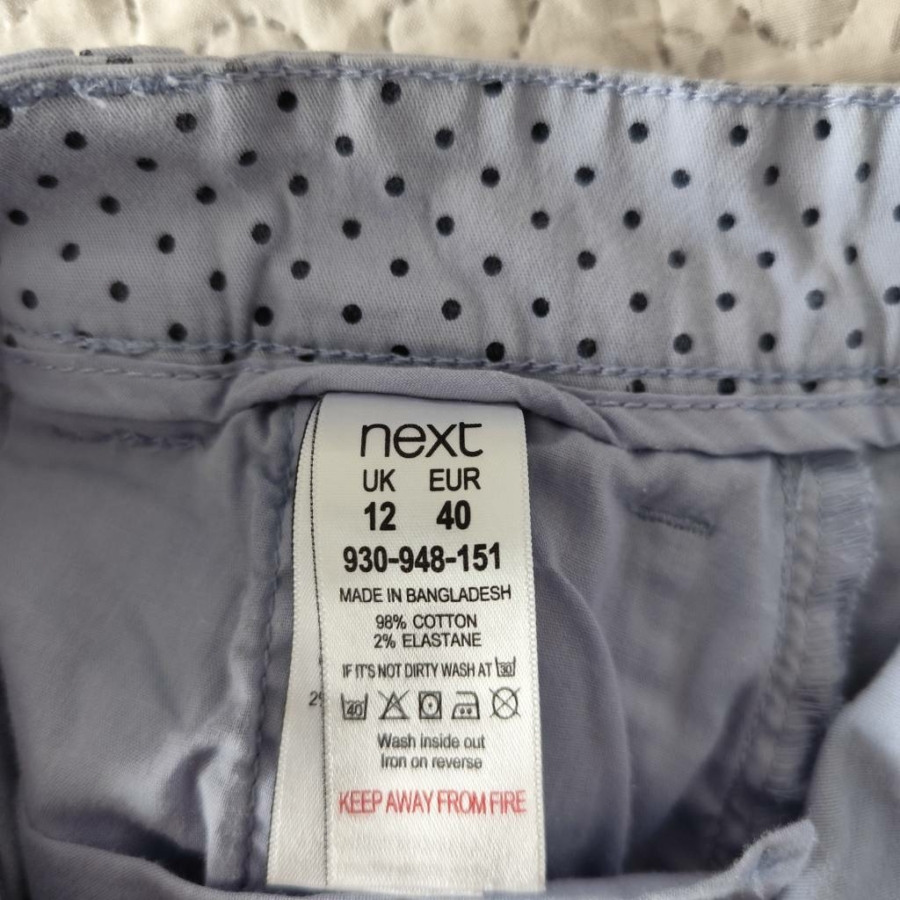 next
UK EUR
12 40
930-948-151
MADE IN BANGLADESH
98% COTTON
2% ELASTANE
IF IT'S NOT DIRTY WASH AT 30
40
Wash inside out
Iron on reverse
KEEP AWAY FROM FIRE